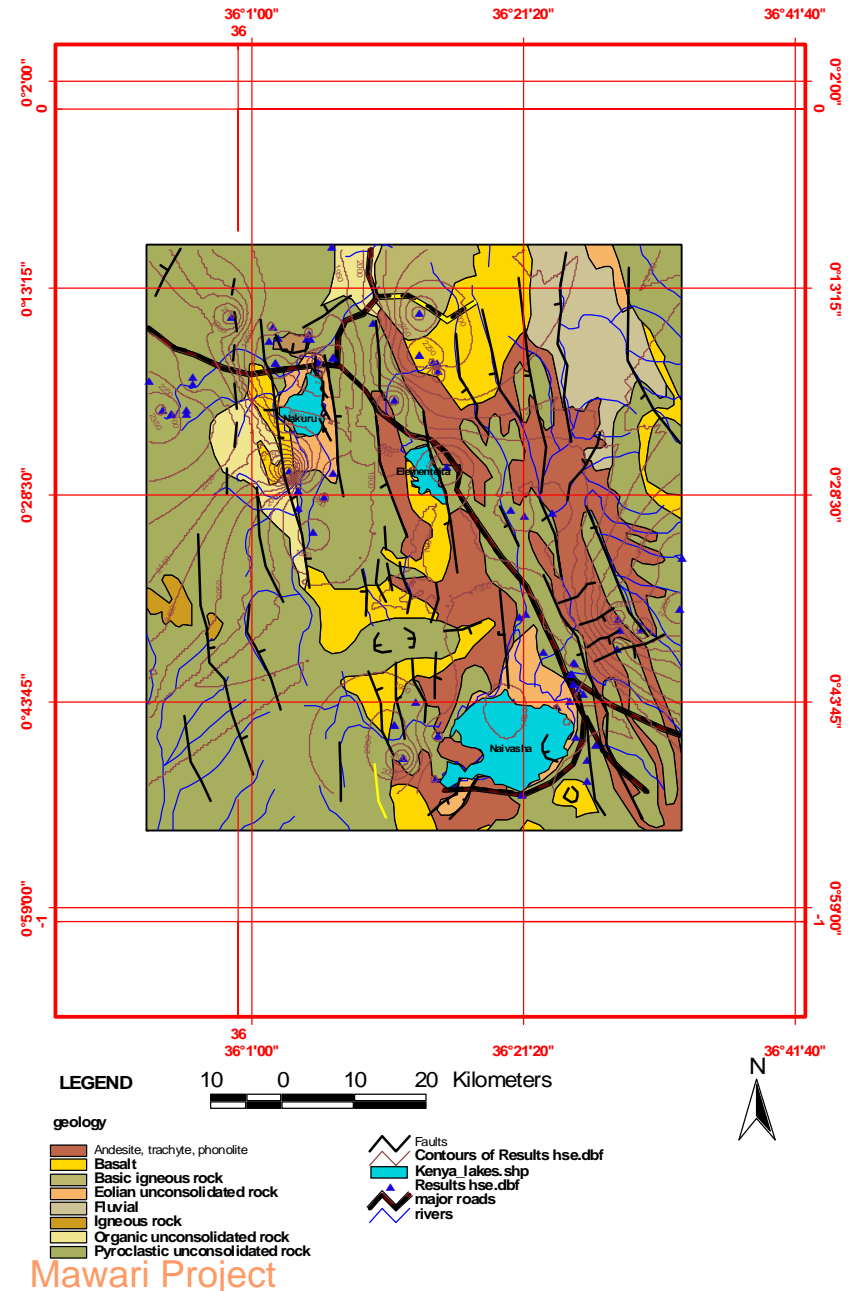 36°1'00" 36°21'20" 36°41'40"
36
0°2'00" 0°2'00"
0 0
0°13'15" 0°13'15"
Nakuru
Elementeita
0°28'30" 0°28'30"
0°43'45" 0°43'45"
Naivasha
0°59'00" 0°59'00"
-1 -1
36
36°1'00" 36°21'20" 36°41'40"
N
LEGEND 10 0 10 20 Kilometers
geology
Andesite, trachyte, phonolite
Basalt
Basic igneous rock
Eolian unconsolidated rock
Fluvial
Igneous rock
Organic unconsolidated rock
Pyroclastic unconsolidated rock
Faults
Contours of Results hse.dbf
Kenya_lakes.shp
Results hse.dbf
major roads
rivers
Mawari Project